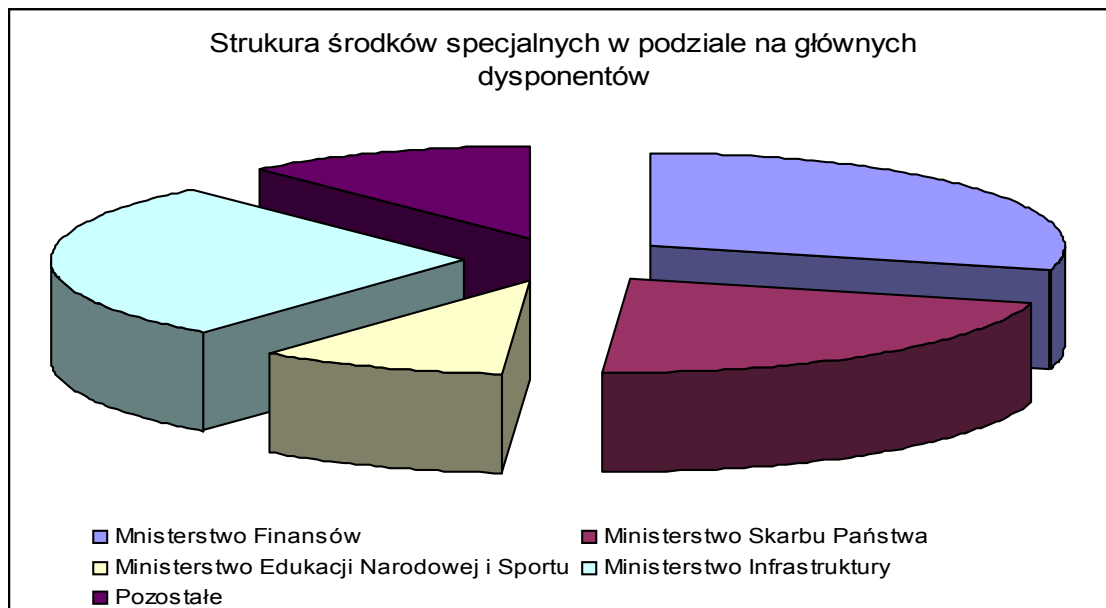 Strukura środków specjalnych w podziale na głównych
dysponentów
Mnisterstwo Finansów
Ministerstwo Skarbu Państwa
Ministerstwo Edukacji Narodowej i Sportu
Ministerstwo Infrastruktury
Pozostałe